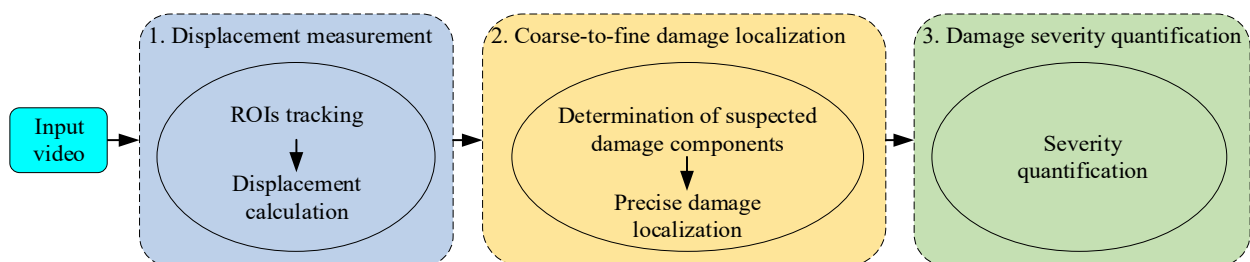 Input
video
1. Displacement measurement
ROIs tracking
Displacement
calculation
2. Coarse-to-fine damage localization
Determination of suspected
damage components
Precise damage
localization
3. Damage severity quantification
Severity
quantification